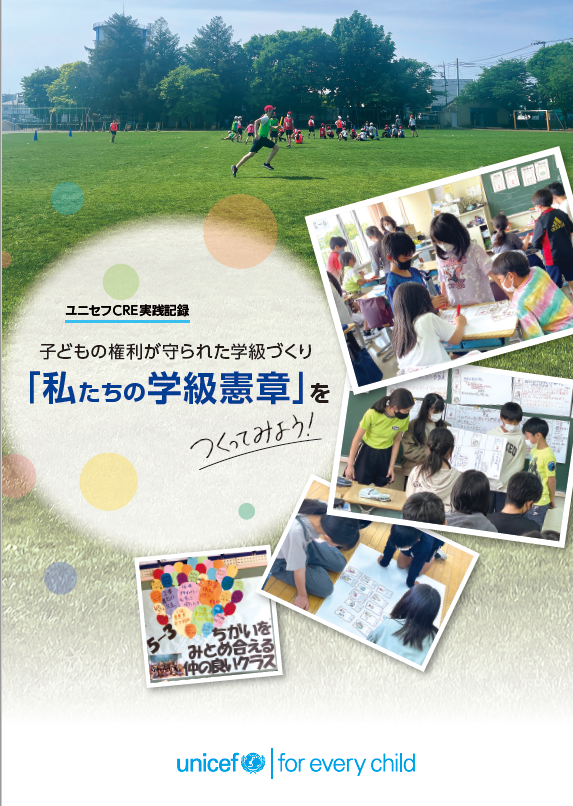 ユニセフCRE実践記録
子どもの権利が守られた学級づくり
「私たちの学級憲章」を
つくってみよう!
5-3
ちがいを
みとめ合える
仲の良いクラス
unicef for every child